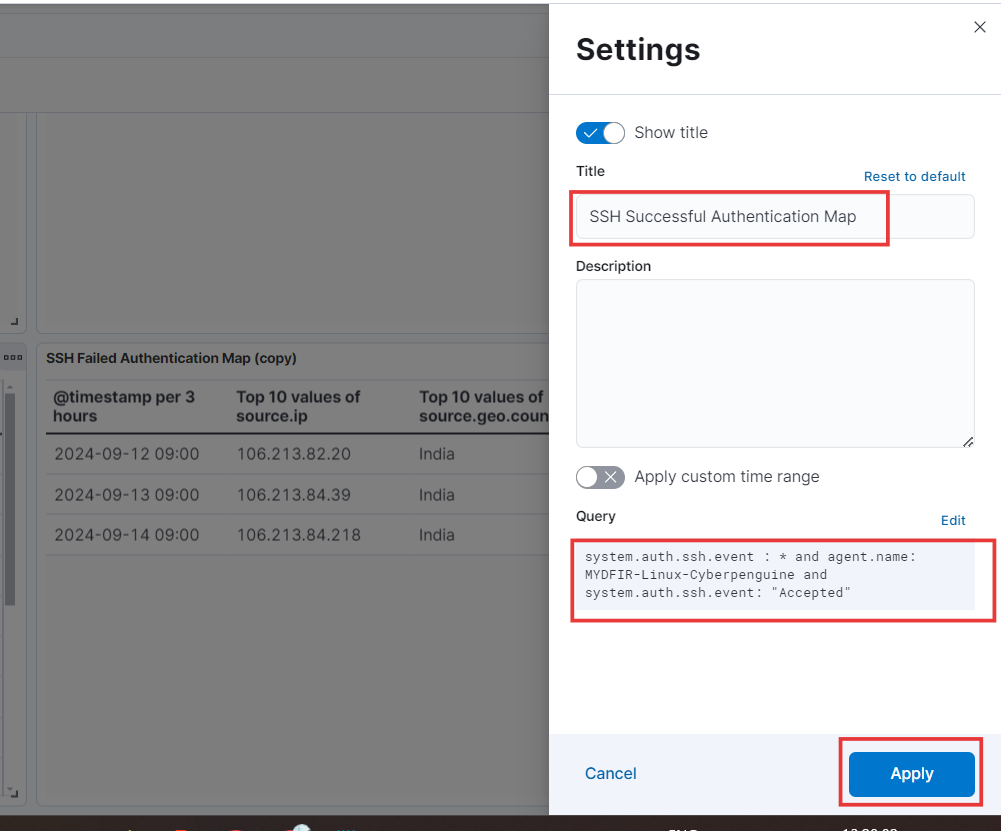 Settings
Show title
Title
Reset to default
SSH Successful Authentication Map
Description
Apply custom time range
Query
Edit
system.auth.ssh.event : * and agent.name:
MYDFIR-Linux-Cyberpenguine and
system.auth.ssh.event: "Accepted"
Cancel
Apply
SSH Failed Authentication Map (copy)
@timestamp per 3
hours
Top 10 values of
source.ip
Top 10 values of
source.geo.coun
2024-09-12 09:00 106.213.82.20 India
2024-09-13 09:00 106.213.84.39 India
2024-09-14 09:00 106.213.84.218 India